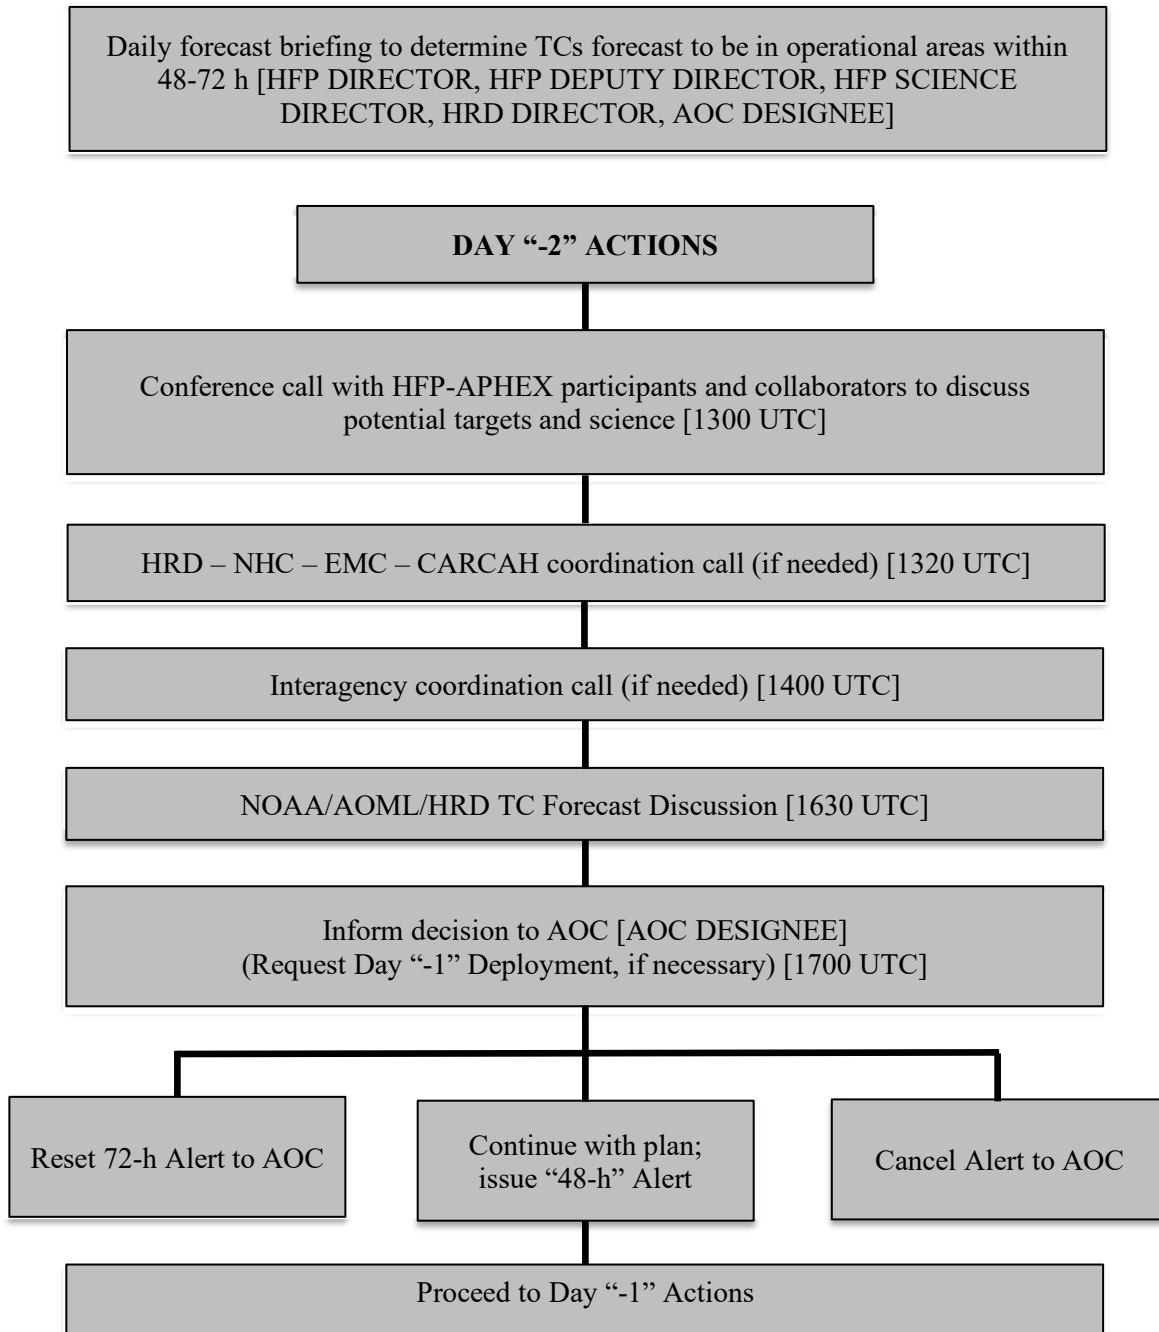 Daily forecast briefing to determine TCs forecast to be in operational areas within
48-72 h [HFP DIRECTOR, HFP DEPUTY DIRECTOR, HFP SCIENCE
DIRECTOR, HRD DIRECTOR, AOC DESIGNEE]
DAY “-2” ACTIONS
Conference call with HFP-APHEX participants and collaborators to discuss
potential targets and science [1300 UTC]
HRD – NHC – EMC – CARCAH coordination call (if needed) [1320 UTC]
Interagency coordination call (if needed) [1400 UTC]
NOAA/AOML/HRD TC Forecast Discussion [1630 UTC]
Inform decision to AOC [AOC DESIGNEE]
(Request Day “-1” Deployment, if necessary) [1700 UTC]
Reset 72-h Alert to AOC
Continue with plan;
issue “48-h” Alert
Cancel Alert to AOC
Proceed to Day “-1” Actions